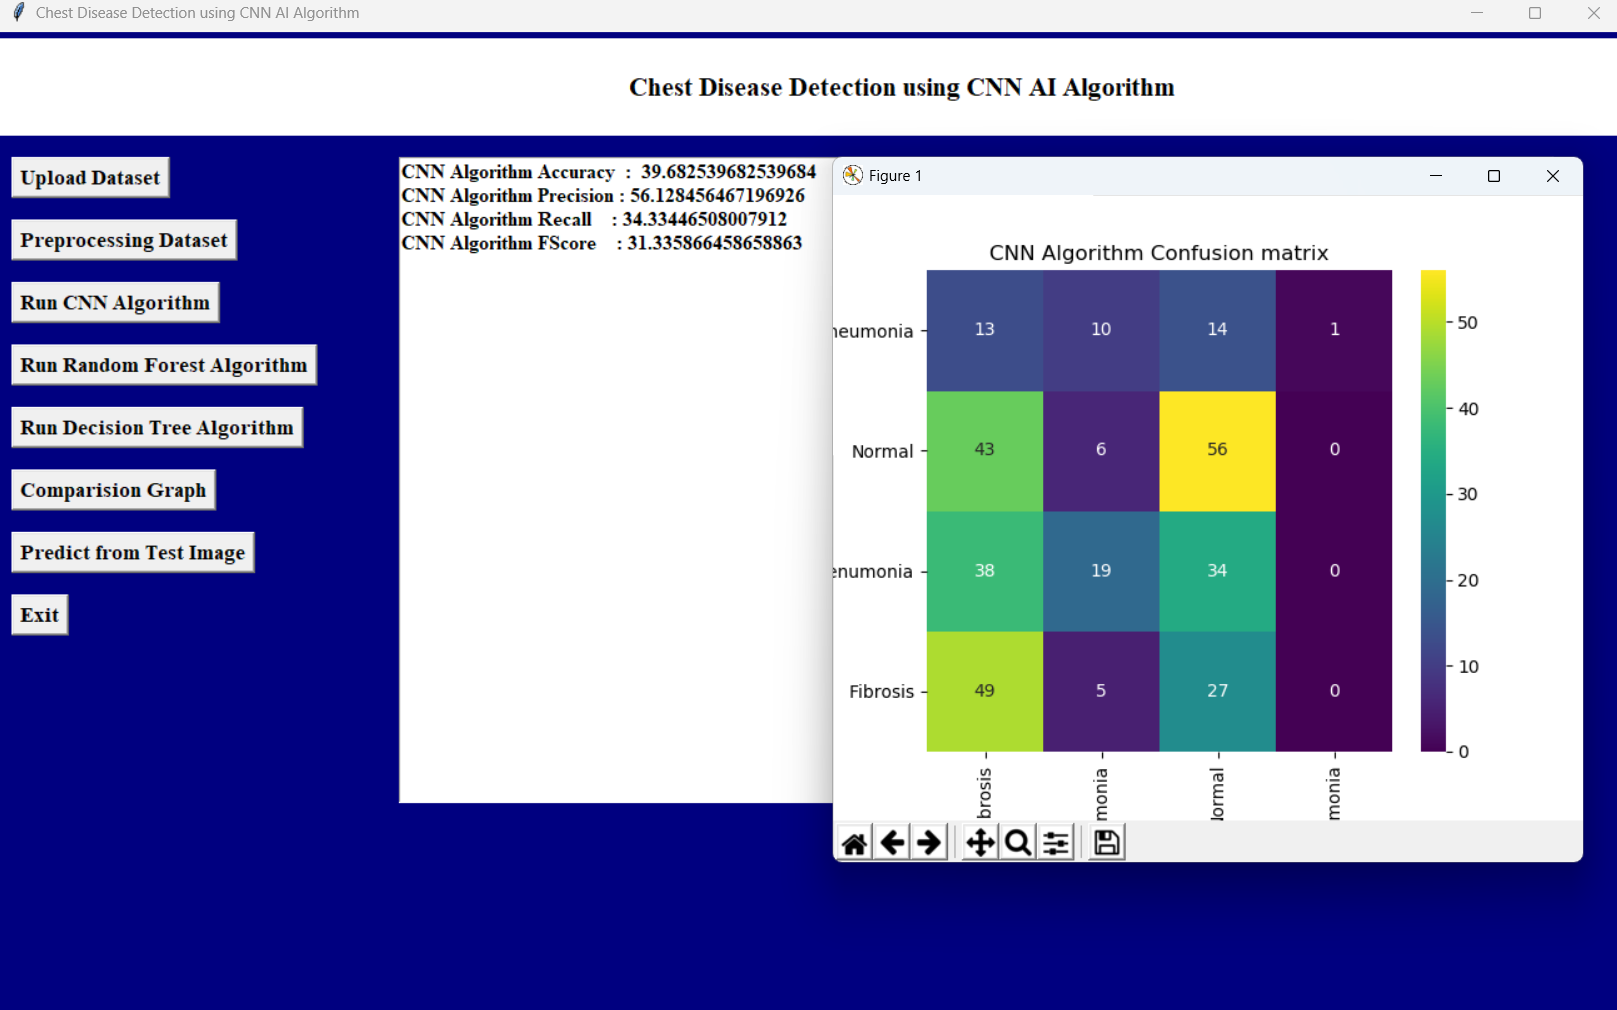 Chest Disease Detection using CNN AI Algorithm
Chest Disease Detection using CNN AI Algorithm
Upload Dataset
Preprocessing Dataset
Run CNN Algorithm
Run Random Forest Algorithm
Run Decision Tree Algorithm
Comparision Graph
Predict from Test Image
Exit
CNN Algorithm Accuracy : 39.682539682539684
CNN Algorithm Precision : 56.128456467196926
CNN Algorithm Recall : 34.33446508007912
CNN Algorithm FScore : 31.335866458658863
Figure 1
CNN Algorithm Confusion matrix
neumonia 13 10 14 1
Normal 43 6 56 0
enumonia 38 19 34 0
Fibrosis 49 5 27 0
brosis monia ormal monia
50
40
30
20
10
0